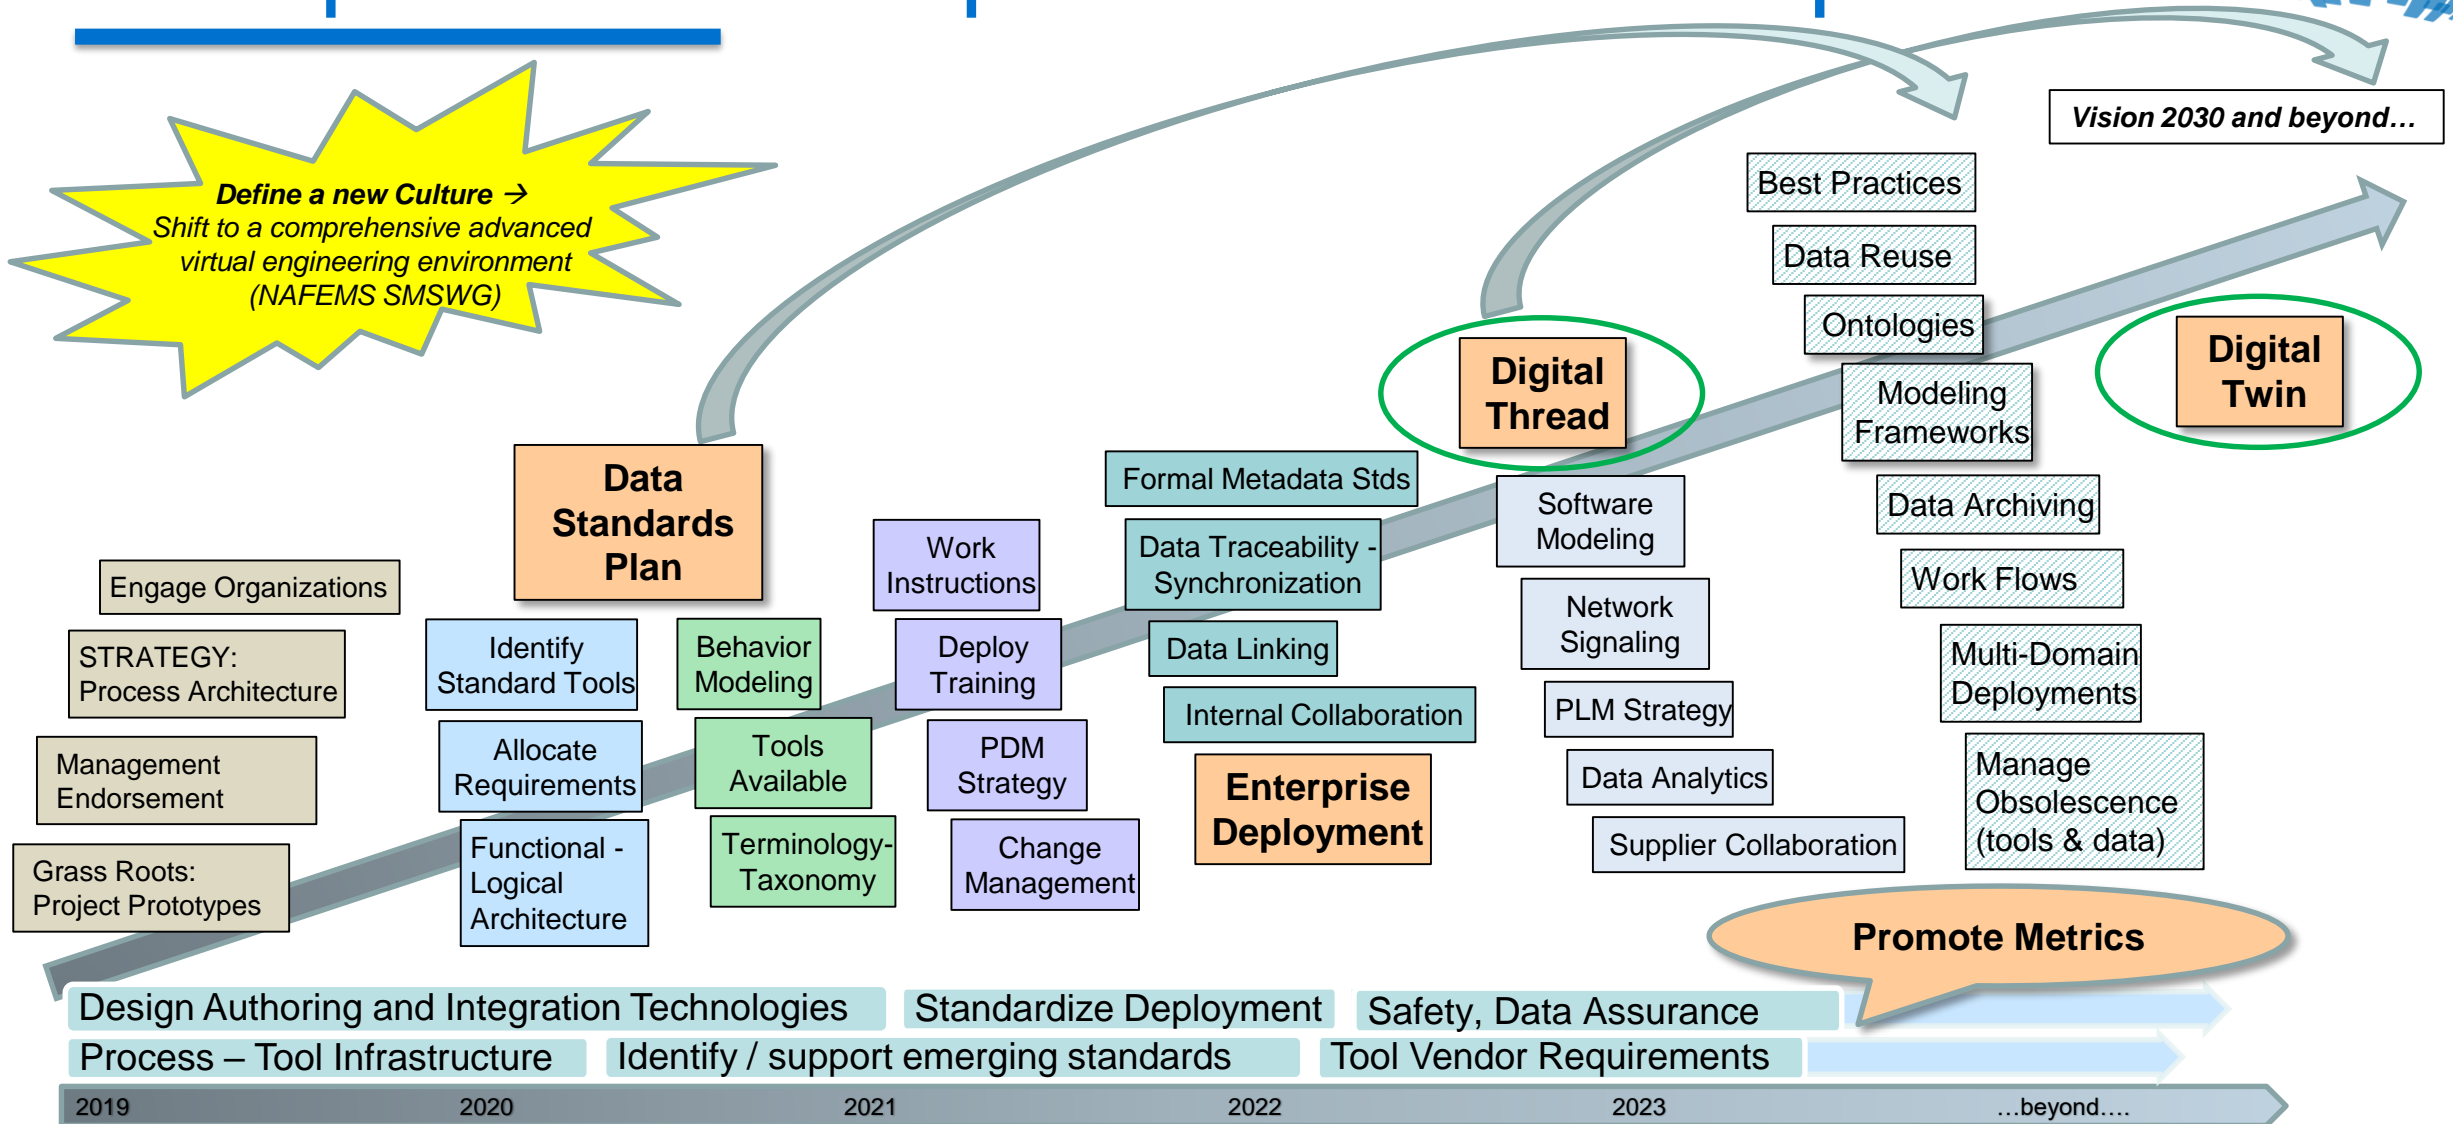 Define a new Culture →
Shift to a comprehensive advanced
virtual engineering environment
(NAFEMS SMSWG)
Vision 2030 and beyond…
Engage Organizations
STRATEGY:
Process Architecture
Management
Endorsement
Grass Roots:
Project Prototypes
Data
Standards
Plan
Identify
Standard Tools
Allocate
Requirements
Functional -
Logical
Architecture
Behavior
Modeling
Tools
Available
Terminology-
Taxonomy
Work
Instructions
Deploy
Training
PDM
Strategy
Change
Management
Formal Metadata Stds
Data Traceability -
Synchronization
Data Linking
Internal Collaboration
Enterprise
Deployment
Digital
Thread
Software
Modeling
Network
Signaling
PLM Strategy
Data Analytics
Supplier Collaboration
Best Practices
Data Reuse
Ontologies
Modeling
Frameworks
Data Archiving
Work Flows
Multi-Domain
Deployments
Manage
Obsolescence
(tools & data)
Digital
Twin
Promote Metrics
Design Authoring and Integration Technologies
Standardize Deployment
Safety, Data Assurance
Process – Tool Infrastructure
Identify / support emerging standards
Tool Vendor Requirements
2019
2020
2021
2022
2023
…beyond….